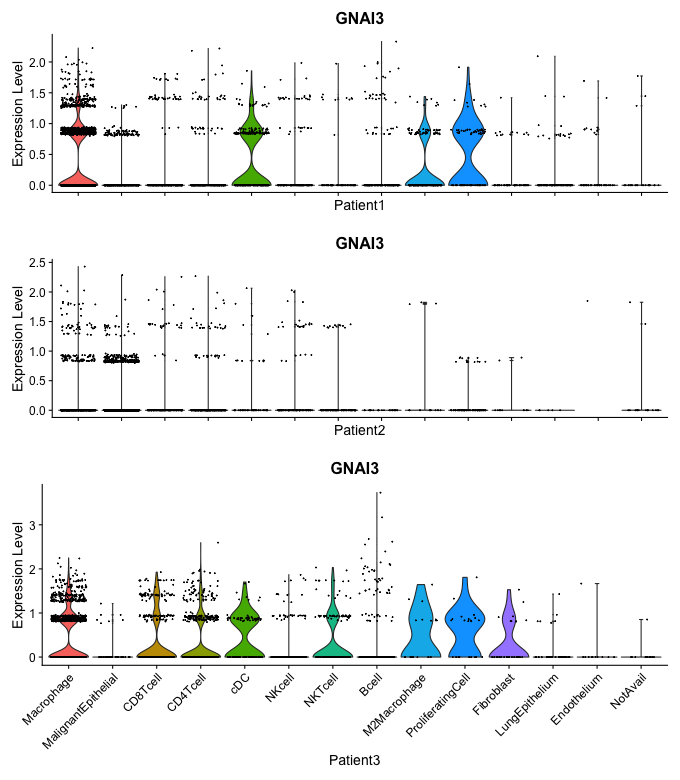 GNAI3
Expression Level
2.0
1.5
1.0
0.5
0.0
Patient1
GNAI3
Expression Level
2.5
2.0
1.5
1.0
0.5
0.0
Patient2
GNAI3
Expression Level
3
2
1
0
Macrophage
MalignantEpithelial
CD8Tcell
CD4Tcell
cDC
NKcell
NKTcell
Bcell
M2Macrophage
ProliferatingCell
Fibroblast
LungEpithelium
Endothelium
NotAvail
Patient3